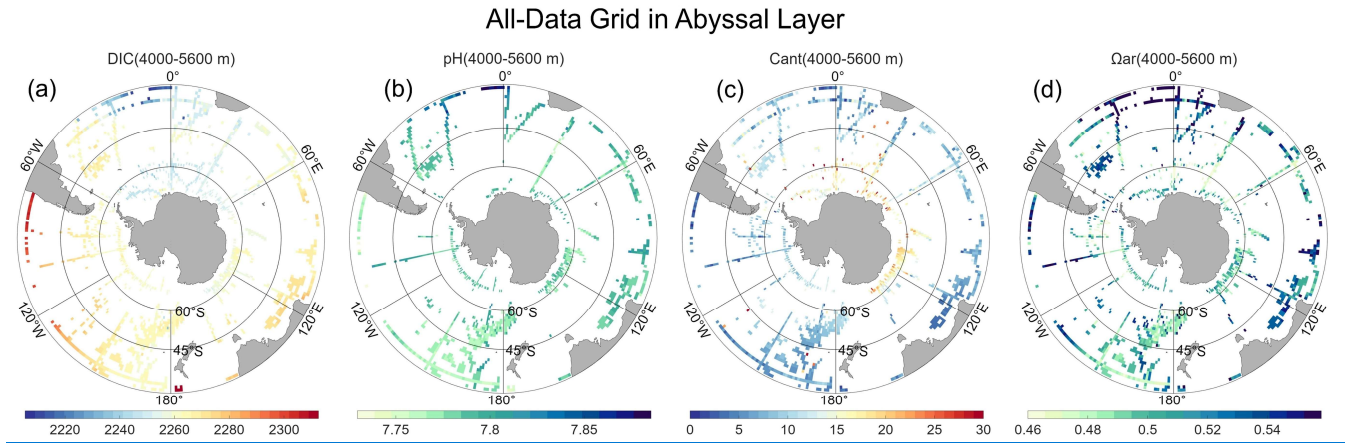 All-Data Grid in Abyssal Layer
DIC(4000-5600 m) pH(4000-5600 m) Cant(4000-5600 m) Ωar(4000-5600 m)
(a) 0° (b) 0° (c) 0° (d) 0°
60°W 60°E 60°W 60°E 60°W 60°E 60°W 60°E
120°W 60°S 120°E 120°W 60°S 120°E 120°W 60°S 120°E 120°W 60°S 120°E
45°S 45°S 45°S 45°S
180° 180° 180° 180°
2220 2240 2260 2280 2300 7.75 7.8 7.85 0 5 10 15 20 25 30 0.46 0.48 0.5 0.52 0.54